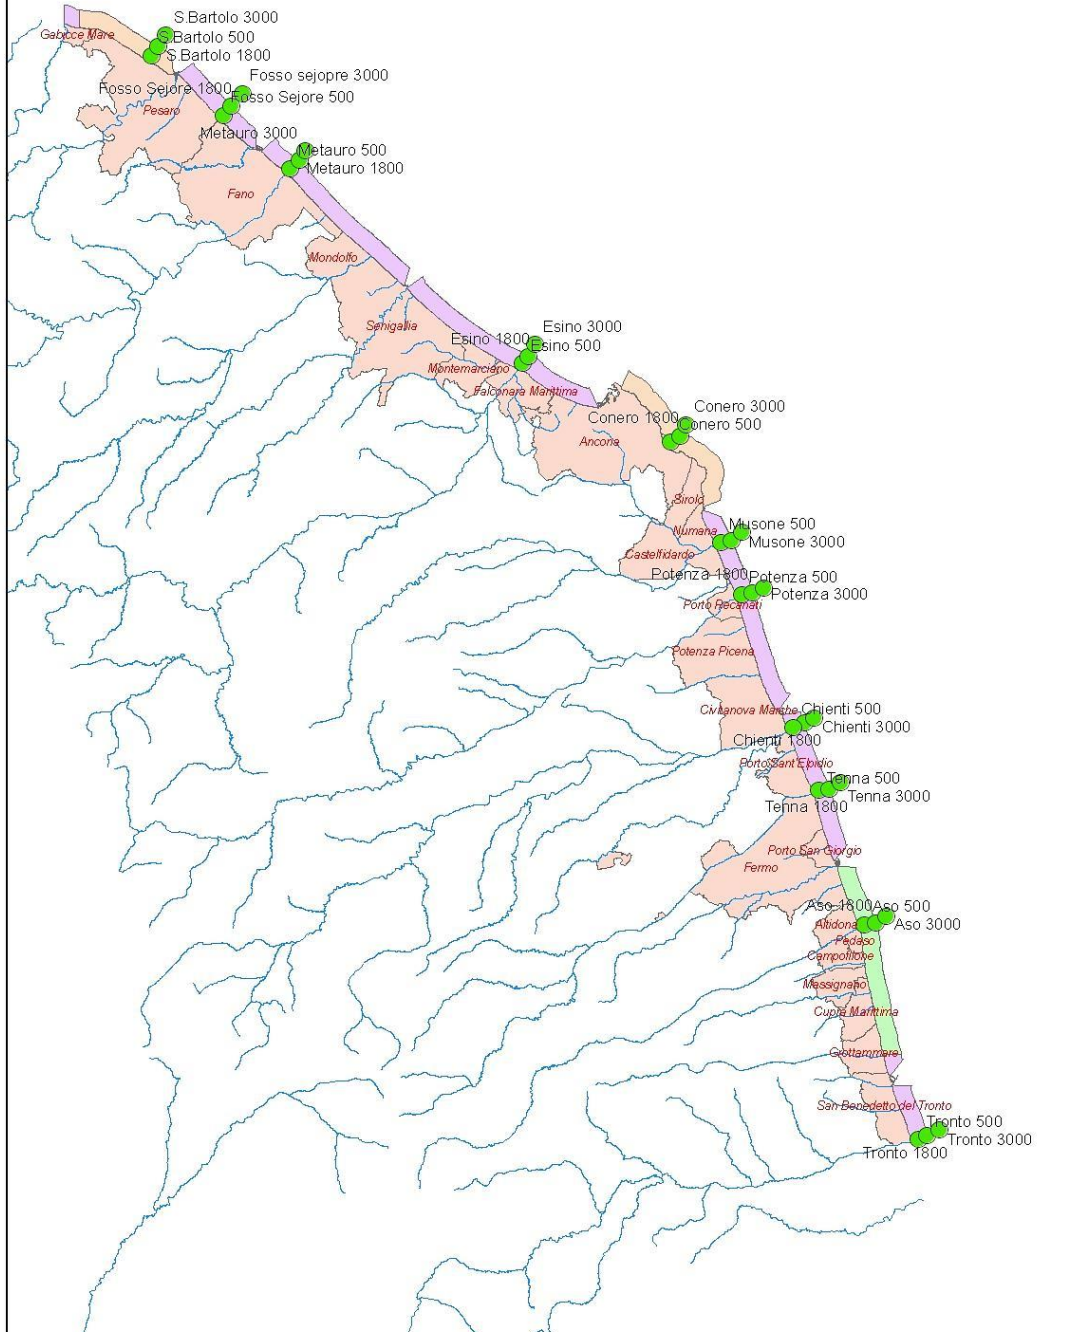 S.Bartolo 3000
Gabicce Mare
S.Bartolo 500
S.Bartolo 1800
Fosso sejopre 3000
Fosso Sejore 1800
Fosso Sejore 500
Pesaro
Metauro 3000
Metauro 500
Metauro 1800
Fano
Mondolfo
Senigallia
Esino 3000
Esino 1800
Esino 500
Montemarciano
Falconara Marittima
Conero 3000
Conero 1800
Conero 500
Ancona
Sirolo
Musone 500
Numana
Musone 3000
Castelfidardo
Potenza 1800
Potenza 500
Potenza 3000
Porto Recanati
Potenza Picena
Civitanova Marche
Chienti 500
Chienti 3000
Chienti 1800
Porto Sant'Elpidio
Tenna 500
Tenna 3000
Tenna 1800
Porto San Giorgio
Fermo
Aso 1800
Aso 500
Aso 3000
Altidona
Pedaso
Campofilone
Massignano
Cupra Marittima
Grottammare
San Benedetto del Tronto
Tronto 500
Tronto 3000
Tronto 1800